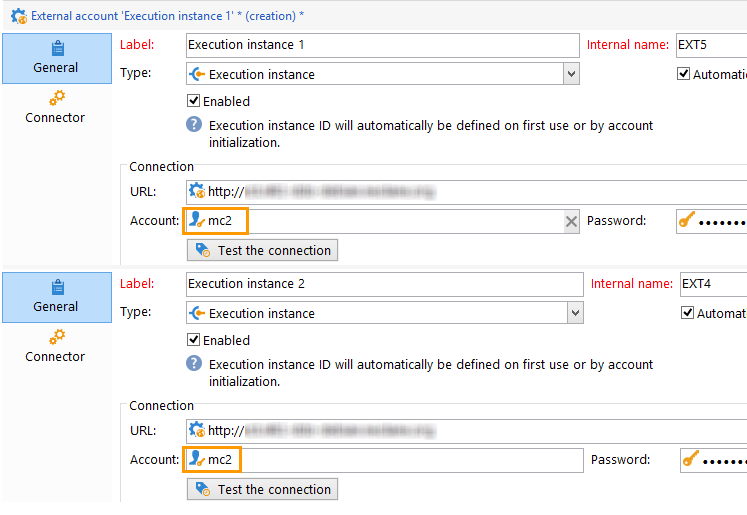 External account 'Execution instance 1' * (creation) *
General
Connector
Label: Execution instance 1 Internal name: EXT5
Type: Execution instance Automatic
Enabled
Execution instance ID will automatically be defined on first use or by account
initialization.
Connection
URL: http://
Account: mc2 Password:
Test the connection
General
Connector
Label: Execution instance 2 Internal name: EXT4
Type: Execution instance Automat
Enabled
Execution instance ID will automatically be defined on first use or by account
initialization.
Connection
URL: http://
Account: mc2 Password:
Test the connection